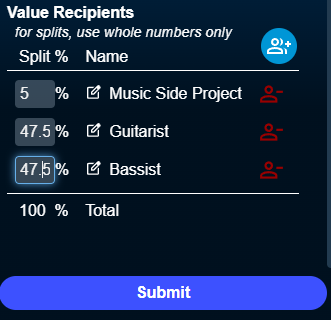 Value Recipients
for splits, use whole numbers only
Split % Name
5 % Music Side Project
47.5 % Guitarist
47.5 % Bassist
100 % Total
Submit